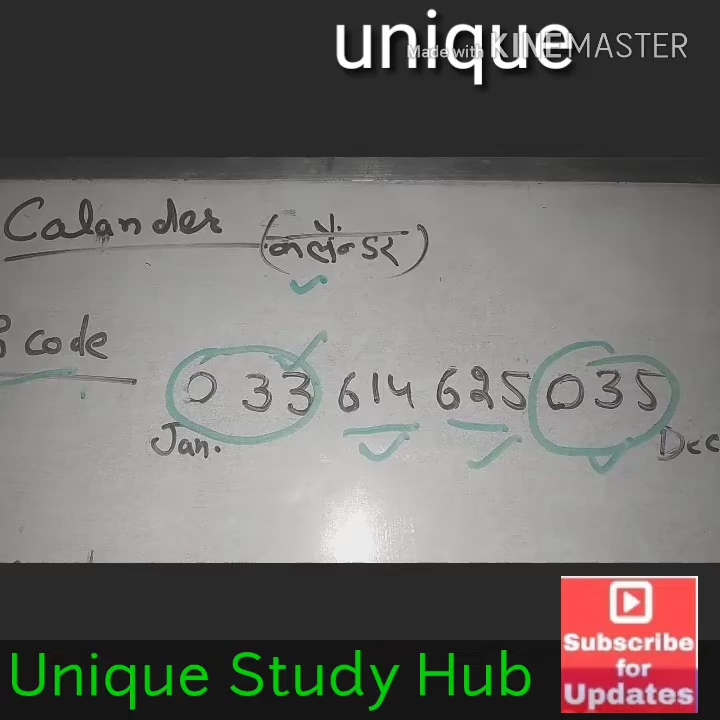 unique
Made with KINEMASTER
Calander (कैलेन्डर)
code
0 33 614 625 035
Jan. Dec
Unique Study Hub
Subscribe
for
Updates